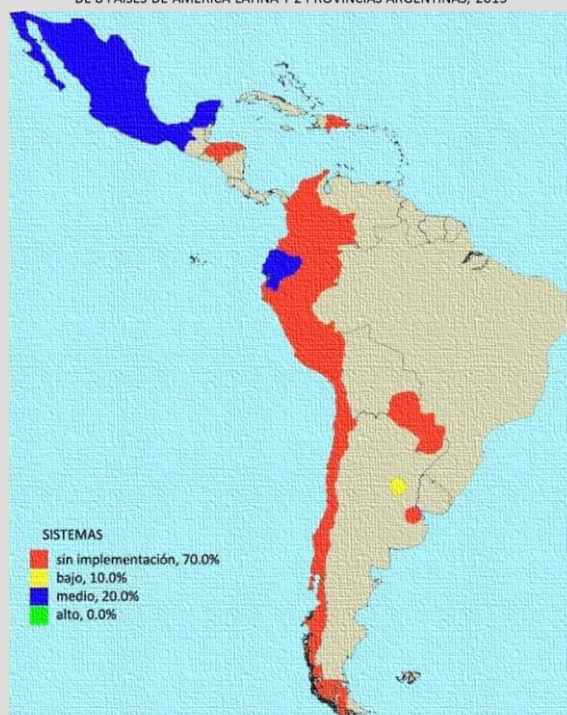 DE 8 PAÍSES DE AMÉRICA LATINA Y 2 PROVINCIAS ARGENTINAS, 2015
SISTEMAS
sin implementación, 70.0%
bajo, 10.0%
medio, 20.0%
alto, 0.0%